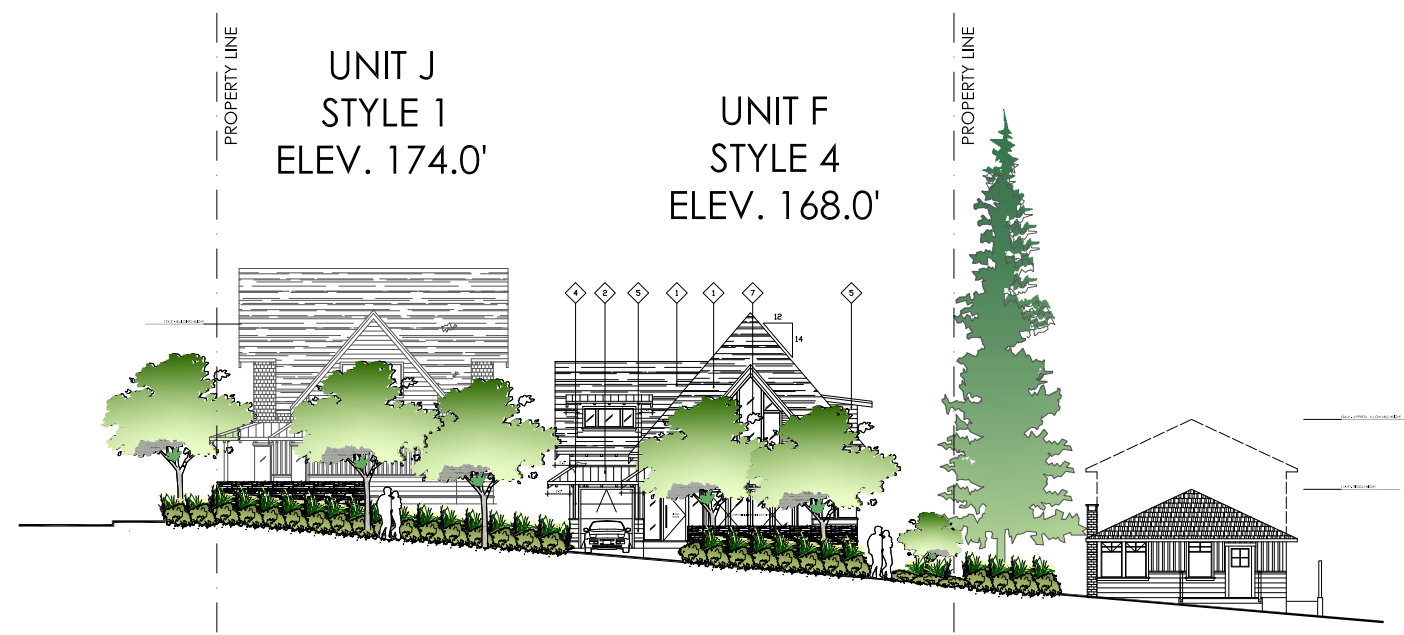 PROPERTY LINE
UNIT J
STYLE 1
ELEV. 174.0'
UNIT F
STYLE 4
ELEV. 168.0'
PROPERTY LINE
4
2
5
1
1
7
5
12
14